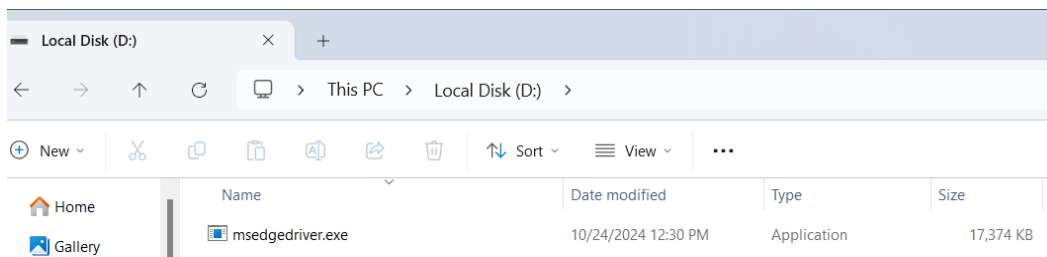 Local Disk (D:)
This PC > Local Disk (D:) >
New Sort View
Name Date modified Type Size
Home
msedgedriver.exe 10/24/2024 12:30 PM Application 17,374 KB
Gallery